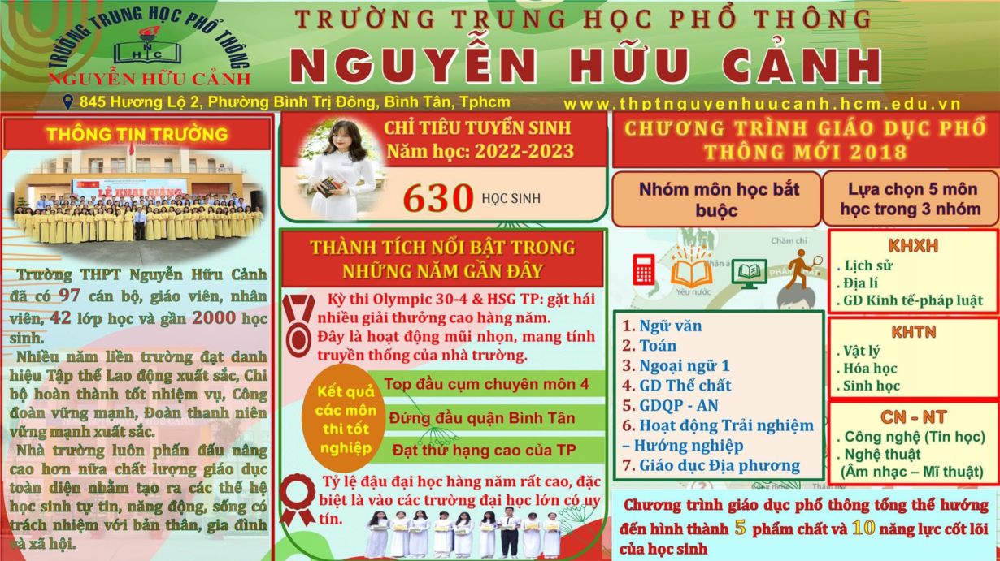 TRƯỜNG TRUNG HỌC PHỔ THÔNG
NHC
NGUYỄN HỮU CẢNH
TRƯỜNG TRUNG HỌC PHỔ THÔNG
NGUYỄN HỮU CẢNH
845 Hương Lộ 2, Phường Bình Trị Đông, Bình Tân, Tphcm
www.thptnguyenhuucanh.hcm.edu.vn
THÔNG TIN TRƯỜNG
LỄ KHAI GIẢNG
Trường THPT Nguyễn Hữu Cảnh
đã có 97 cán bộ, giáo viên, nhân
viên, 42 lớp học và gần 2000 học
sinh.
Nhiều năm liền trường đạt danh
hiệu Tập thể Lao động xuất sắc, Chi
bộ hoàn thành tốt nhiệm vụ, Công
đoàn vững mạnh, Đoàn thanh niên
vững mạnh xuất sắc.
Nhà trường luôn phấn đấu nâng
cao hơn nữa chất lượng giáo dục
toàn diện nhằm tạo ra các thế hệ
học sinh tự tin, năng động, sống có
trách nhiệm với bản thân, gia đình
và xã hội.
CHỈ TIÊU TUYỂN SINH
Năm học: 2022-2023
630 HỌC SINH
THÀNH TÍCH NỔI BẬT TRONG
NHỮNG NĂM GẦN ĐÂY
Kỳ thi Olympic 30-4 & HSG TP: gặt hái
nhiều giải thưởng cao hàng năm.
Đây là hoạt động mũi nhọn, mang tính
truyền thống của nhà trường.
Kết quả
các môn
thi tốt
nghiệp
Top đầu cụm chuyên môn 4
Đứng đầu quận Bình Tân
Đạt thứ hạng cao của TP
Tỷ lệ đậu đại học hàng năm rất cao, đặc
biệt là vào các trường đại học lớn có uy
tín.
CHƯƠNG TRÌNH GIÁO DỤC PHỔ
THÔNG MỚI 2018
Nhóm môn học bắt
buộc
Chăm chỉ
Yêu nước
1. Ngữ văn
2. Toán
3. Ngoại ngữ 1
4. GD Thể chất
5. GDQP - AN
6. Hoạt động Trải nghiệm
– Hướng nghiệp
7. Giáo dục Địa phương
Lựa chọn 5 môn
học trong 3 nhóm
KHXH
. Lịch sử
. Địa lí
. GD Kinh tế-pháp luật
KHTN
. Vật lý
. Hóa học
. Sinh học
CN - NT
. Công nghệ (Tin học)
. Nghệ thuật
(Âm nhạc – Mĩ thuật)
Chương trình giáo dục phổ thông tổng thể hướng
đến hình thành 5 phẩm chất và 10 năng lực cốt lõi
của học sinh